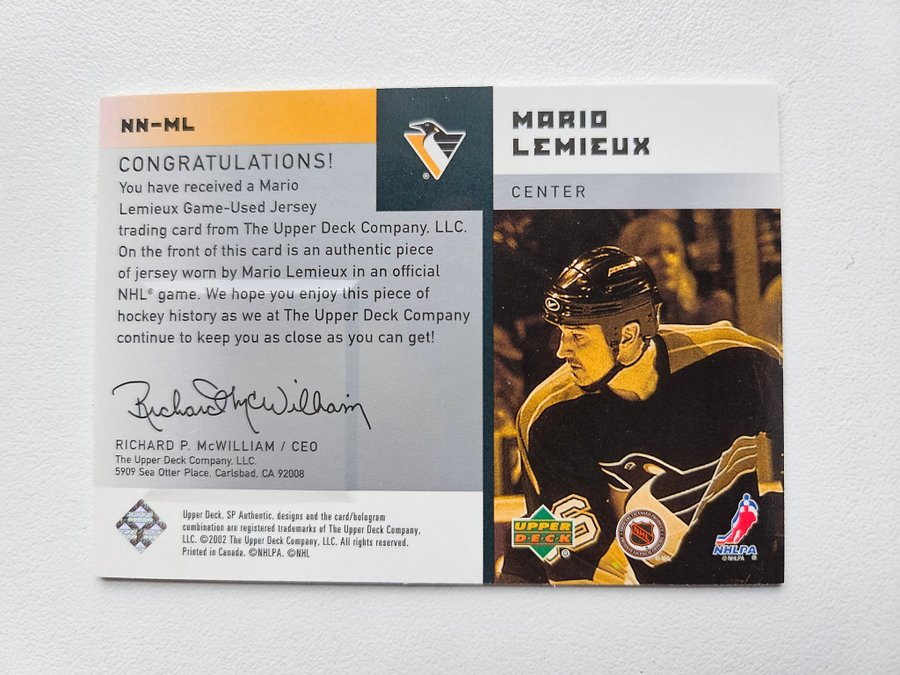 NN-ML
CONGRATULATIONS!
You have received a Mario
Lemieux Game-Used Jersey
trading card from The Upper Deck Company, LLC.
On the front of this card is an authentic piece
of jersey worn by Mario Lemieux in an official
NHL® game. We hope you enjoy this piece of
hockey history as we at The Upper Deck Company
continue to keep you as close as you can get!
Richard P McWilliam
RICHARD P. McWILLIAM / CEO
The Upper Deck Company, LLC.
5909 Sea Otter Place, Carlsbad, CA 92008
Upper Deck, SP Authentic, designs and the card/hologram
combination are registered trademarks of The Upper Deck Company,
LLC. ©2002 The Upper Deck Company, LLC. All rights reserved.
Printed in Canada. ©NHLPA. ©NHL
®
MARIO
LEMIEUX
CENTER
6
UPPER
DECK
®
NHL
©NHL
NHLPA
©NHLPA